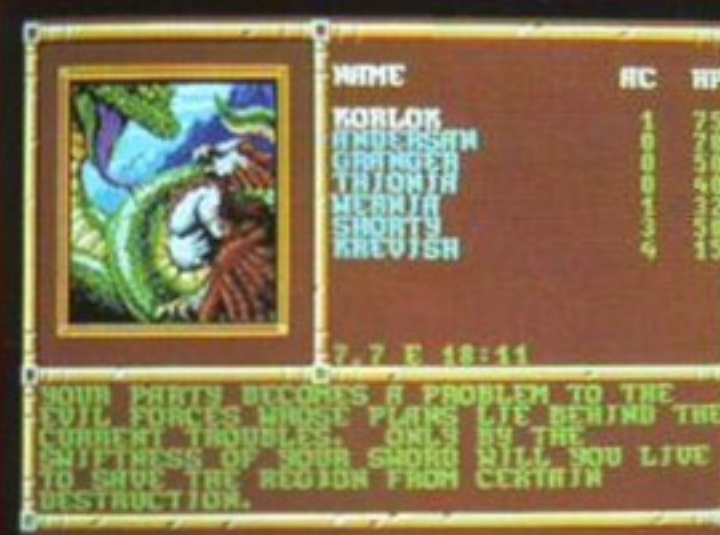 NAME AC
KORLOK 1
ANDERSAN 0
GRANGER 0
TRIONIA 0
WERNIA 1
SHORTY 3
KREVISH 4
7,7 E 18:11
YOUR PARTY BECOMES A PROBLEM TO THE
EVIL FORCES WHOSE PLANS LIE BEHIND THE
CURRENT TROUBLES. ONLY BY THE
SWIFTNESS OF YOUR SWORD WILL YOU LIVE
TO SAVE THE REGION FROM CERTAIN
DESTRUCTION.